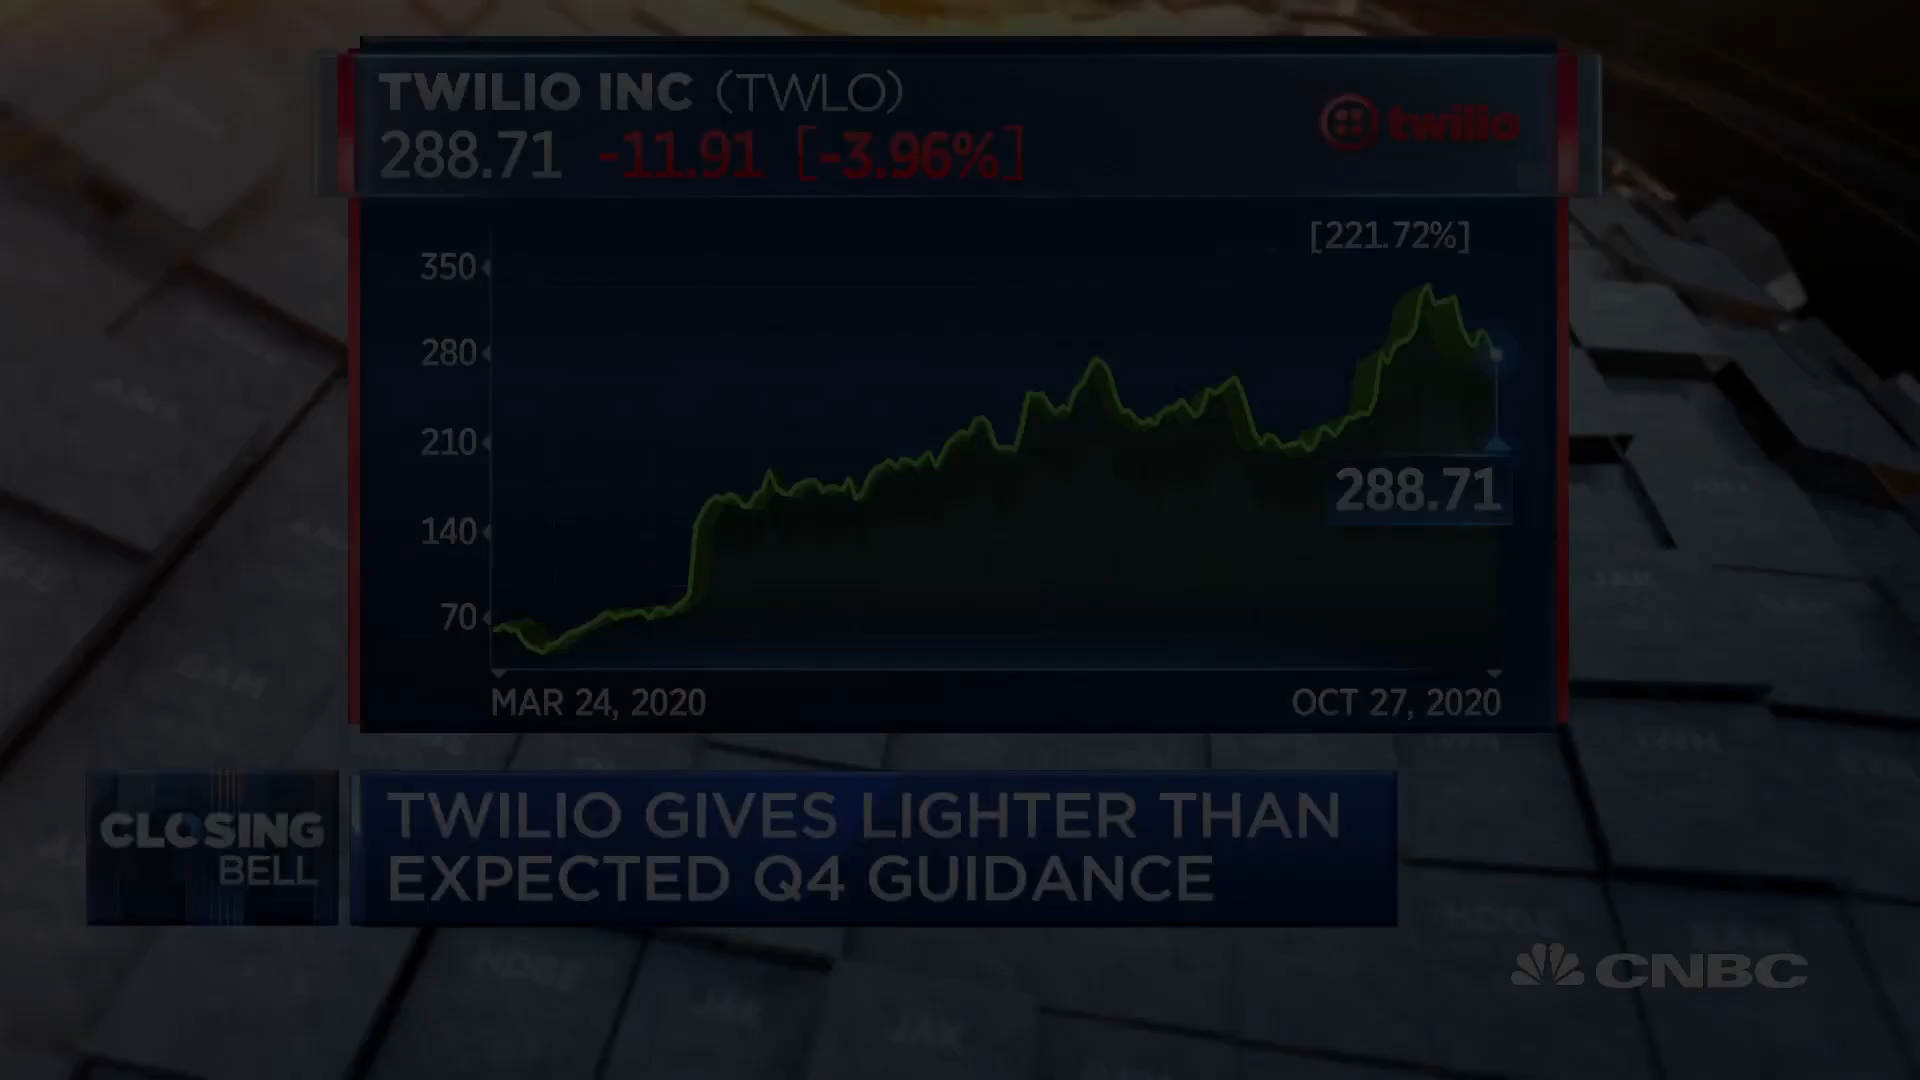 TWILIO INC (TWLO)
288.71 -11.91 [-3.96%]
twilio
[221.72%]
350
280
210
140
70
288.71
MAR 24, 2020 OCT 27, 2020
CLOSING
BELL
TWILIO GIVES LIGHTER THAN
EXPECTED Q4 GUIDANCE
CNBC